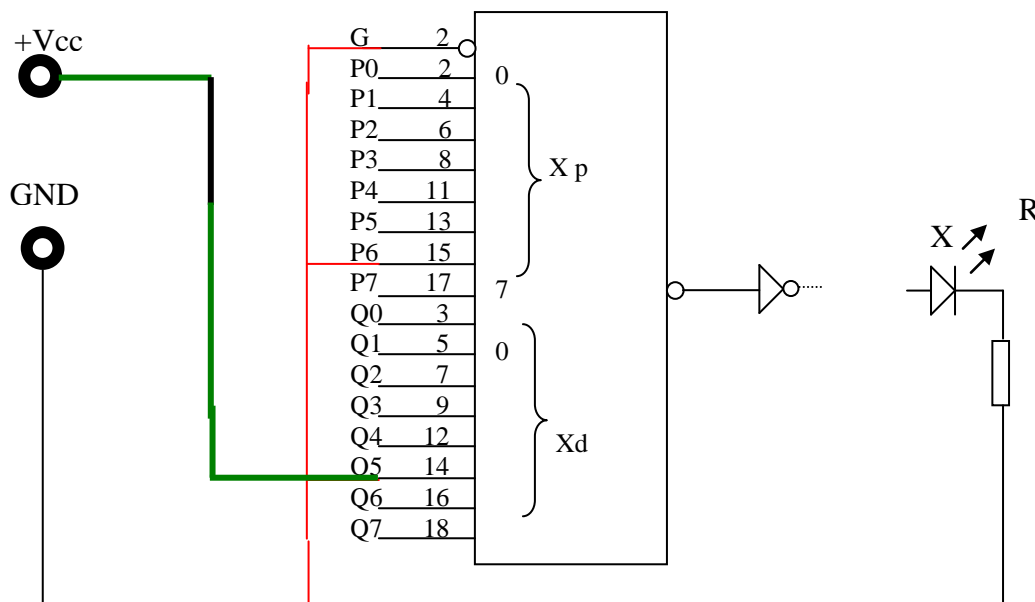 +Vcc
GND
G 2
P0 2 0
P1 4
P2 6
P3 8
X p
P4 11
P5 13
P6 15
P7 17 7
Q0 3
Q1 5 0
Q2 7
Q3 9
Q4 12
Xd
Q5 14
Q6 16
Q7 18
X
R